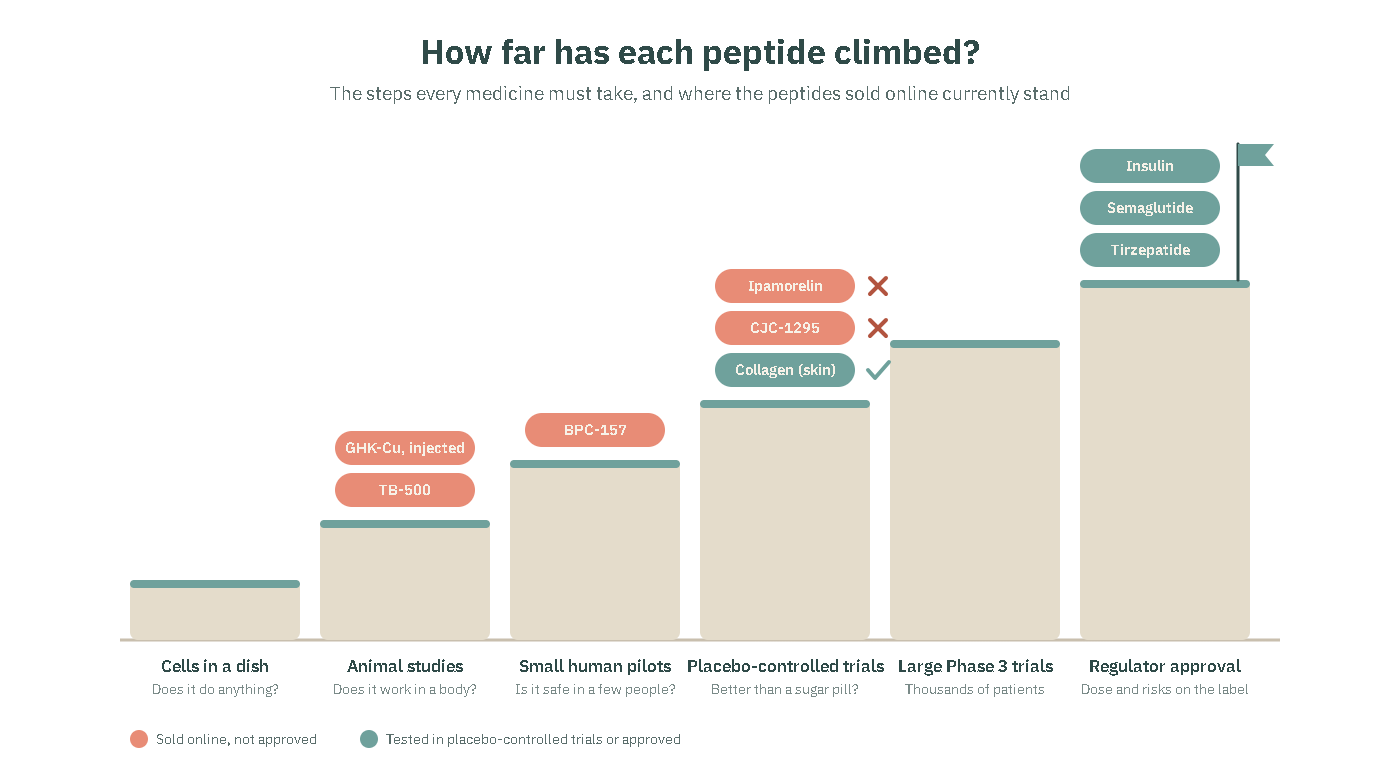 How far has each peptide climbed?
The steps every medicine must take, and where the peptides sold online currently stand
Insulin
Semaglutide
Tirzepatide
Ipamorelin
CJC-1295
Collagen (skin)
BPC-157
GHK-Cu, injected
TB-500
Cells in a dish
Does it do anything?
Animal studies
Does it work in a body?
Small human pilots
Is it safe in a few people?
Placebo-controlled trials
Better than a sugar pill?
Large Phase 3 trials
Thousands of patients
Regulator approval
Dose and risks on the label
Sold online, not approved
Tested in placebo-controlled trials or approved